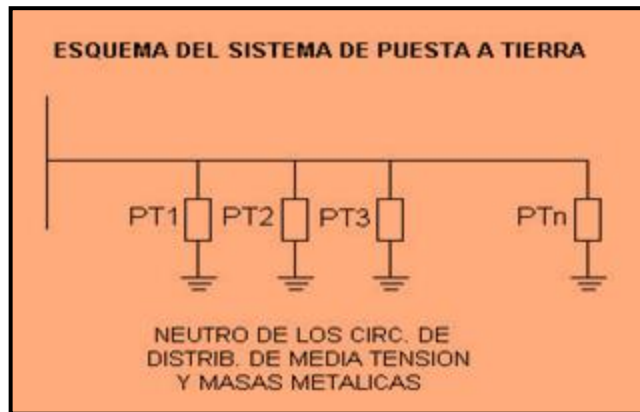 ESQUEMA DEL SISTEMA DE PUESTA A TIERRA
PT1 PT2 PT3 PTn
NEUTRO DE LOS CIRC. DE
DISTRIB. DE MEDIA TENSION
Y MASAS METALICAS